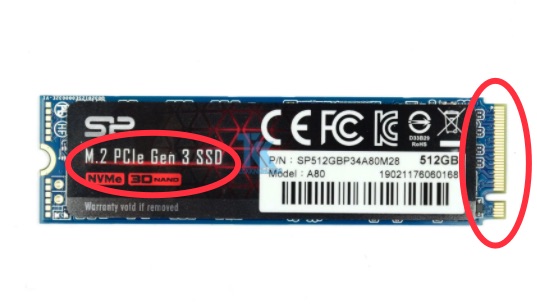 SP
M.2 PCIe Gen 3 SSD
NVMe 3D NAND
Warranty void if removed
CE FC
D33B29
RoHS
P/N : SP512GBP34A80M28 512GB
Model : A80 19021176060168